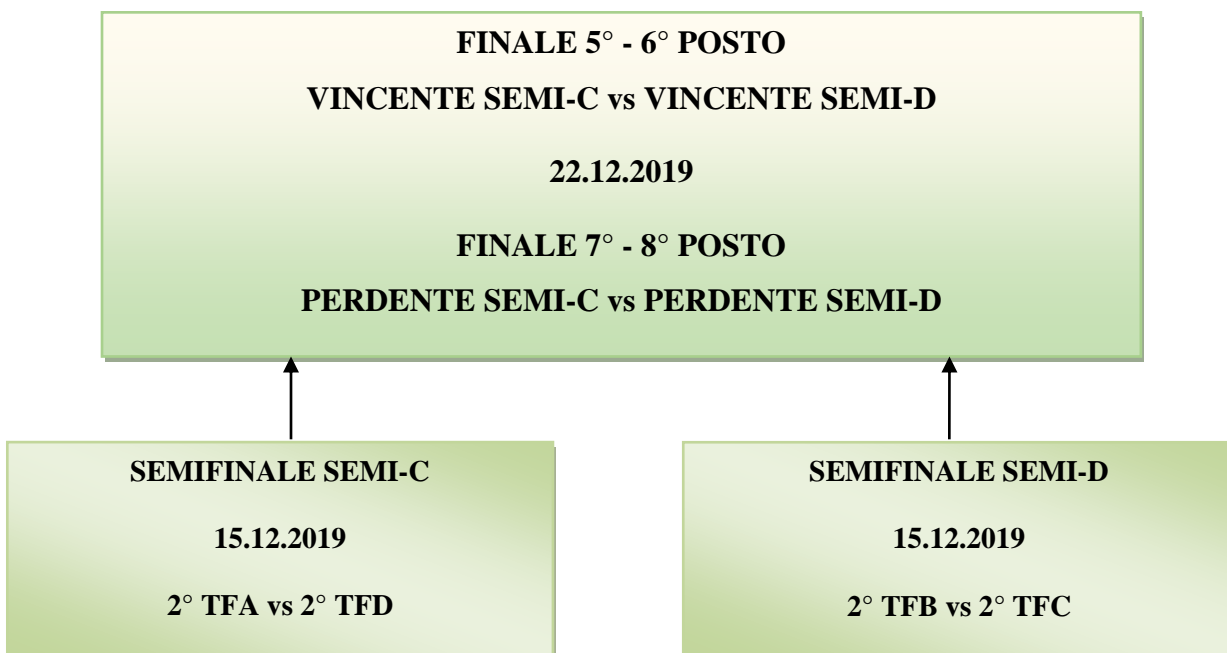 FINALE 5° - 6° POSTO
VINCENTE SEMI-C vs VINCENTE SEMI-D
22.12.2019
FINALE 7° - 8° POSTO
PERDENTE SEMI-C vs PERDENTE SEMI-D
SEMIFINALE SEMI-C
15.12.2019
2° TFA vs 2° TFD
SEMIFINALE SEMI-D
15.12.2019
2° TFB vs 2° TFC